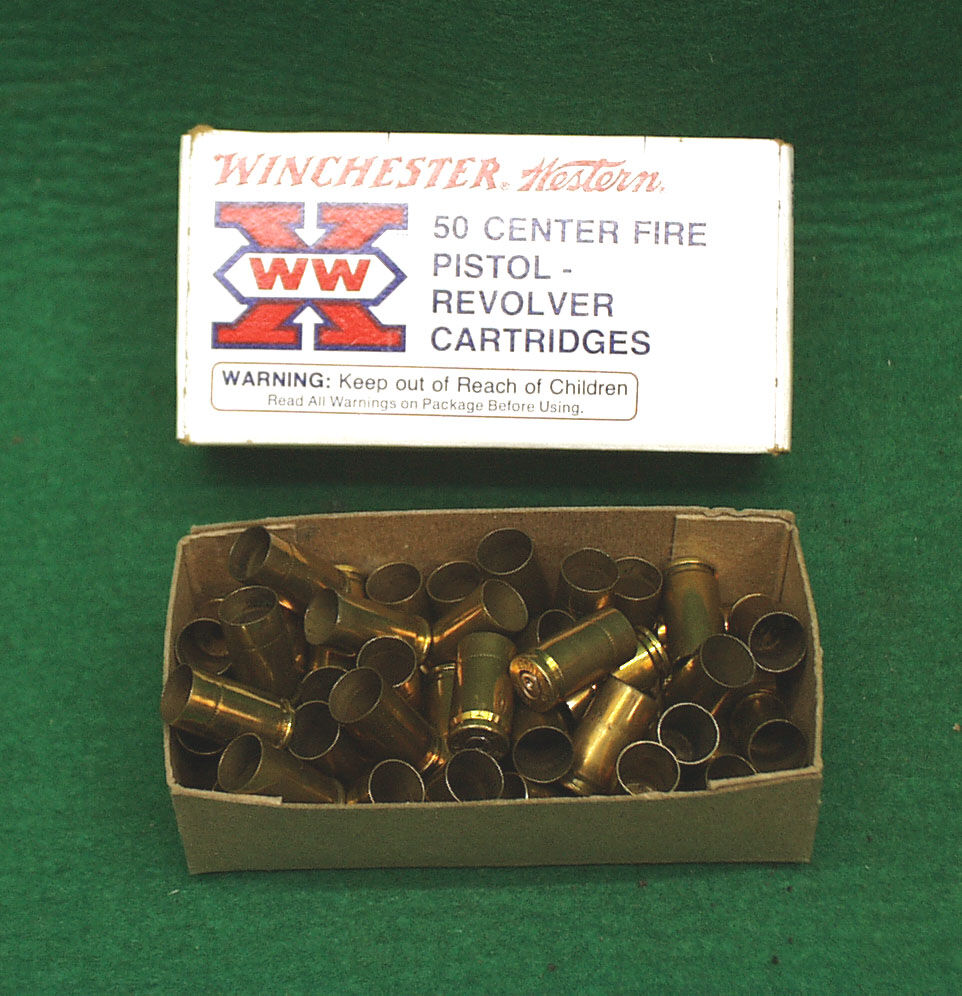 WINCHESTER® Western.
WW
50 CENTER FIRE
PISTOL -
REVOLVER
CARTRIDGES
WARNING: Keep out of Reach of Children
Read All Warnings on Package Before Using.